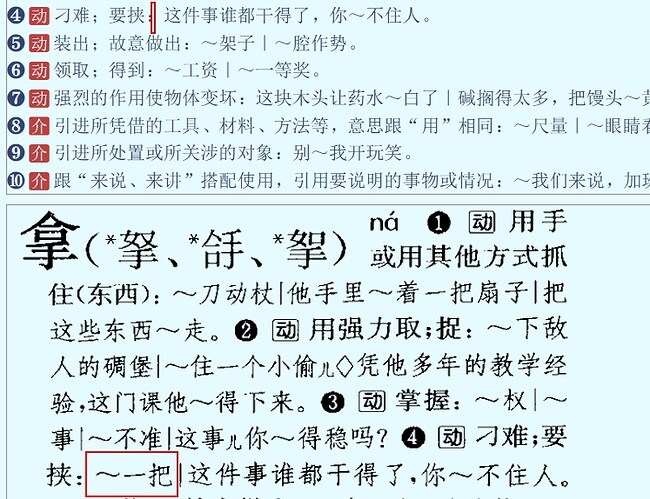 ❹ 动 刁难；要挟：这件事谁都干得了，你～不住人。
❺ 动 装出；故意做出：～架子｜～腔作势。
❻ 动 领取；得到：～工资｜～一等奖。
❼ 动 强烈的作用使物体变坏：这块木头让药水～白了｜碱搁得太多，把馒头～
❽ 介 引进所凭借的工具、材料、方法等，意思跟“用”相同：～尺量｜～眼睛
❾ 介 引进所处置或所关涉的对象：别～我开玩笑。
❿ 介 跟“来说、来讲”搭配使用，引用要说明的事物或情况：～我们来说，加
拿（*拏、*㧱、*挐） ná ❶ 动 用手
或用其他方式抓
住（东西）：～刀动杖｜他手里～着一把扇子｜把
这些东西～走。❷ 动 用强力取；捉：～下敌
人的碉堡｜～住一个小偷儿◇凭他多年的教学经
验，这门课他～得下来。❸ 动 掌握：～权｜～
事｜～不准｜这事儿你～得稳吗？❹ 动 刁难；要
挟：～一把｜这件事谁都干得了，你～不住人。